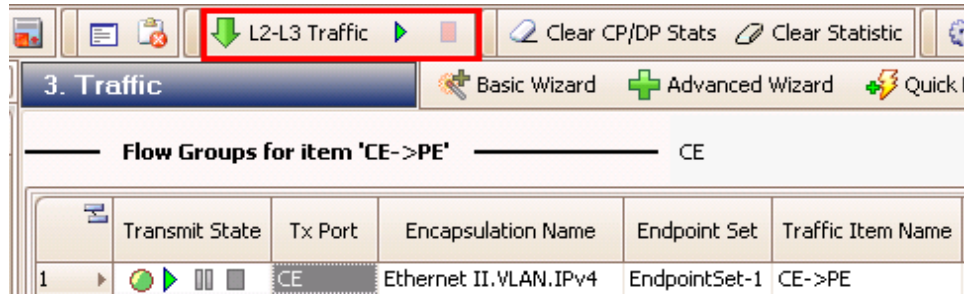 L2-L3 Traffic Clear CP/DP Stats Clear Statistic
3. Traffic Basic Wizard Advanced Wizard Quick
Flow Groups for item 'CE->PE' CE
Transmit State Tx Port Encapsulation Name Endpoint Set Traffic Item Name
1 CE Ethernet II.VLAN.IPv4 EndpointSet-1 CE->PE